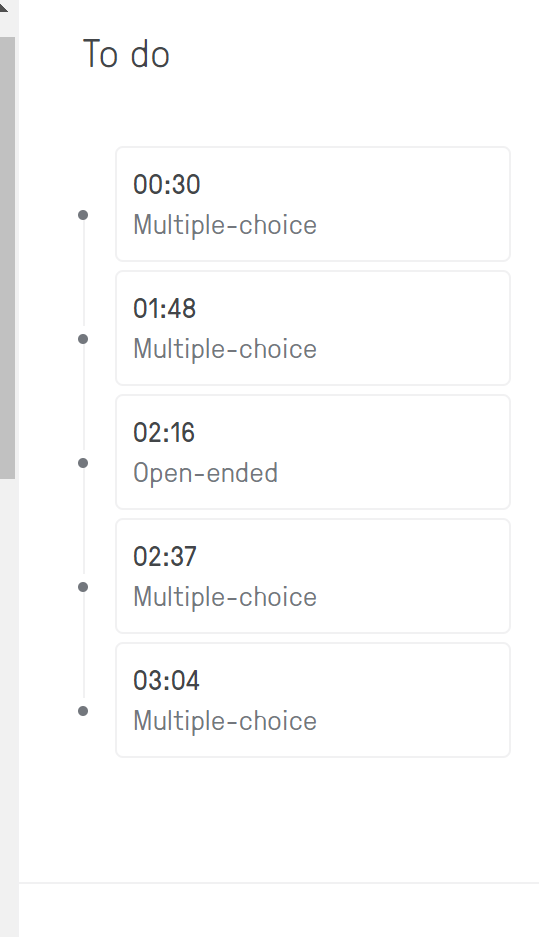 To do
00:30
Multiple-choice
01:48
Multiple-choice
02:16
Open-ended
02:37
Multiple-choice
03:04
Multiple-choice